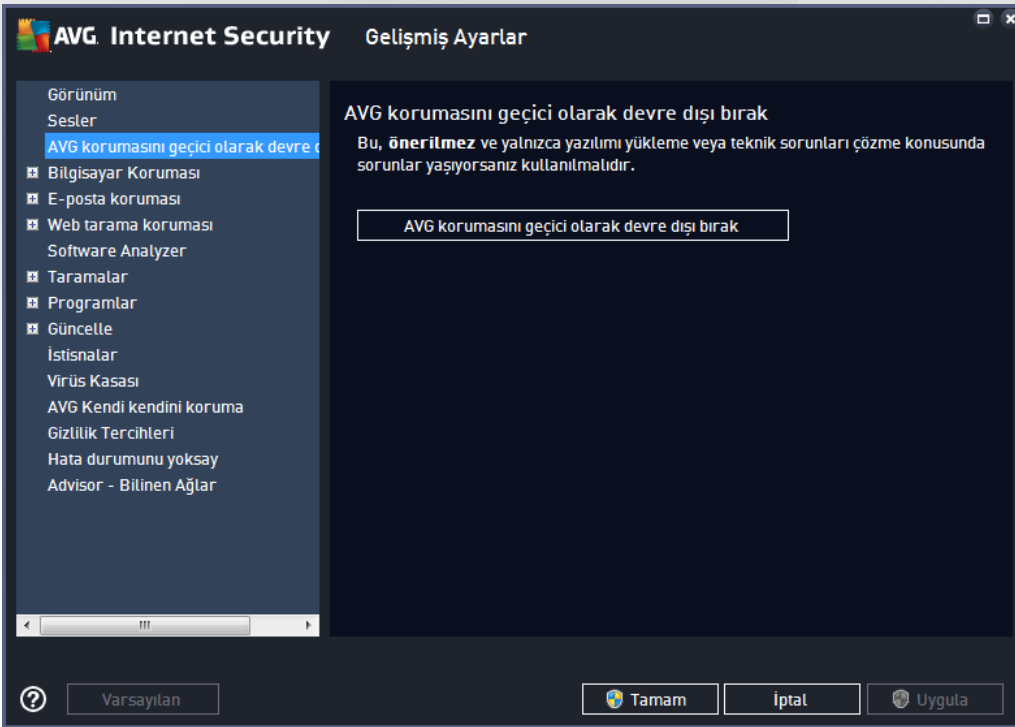 AVG. Internet Security Gelişmiş Ayarlar
Görünüm
Sesler
AVG korumasını geçici olarak devre
Bilgisayar Koruması
E-posta koruması
Web tarama koruması
Software Analyzer
Taramalar
Programlar
Güncelle
İstisnalar
Virüs Kasası
AVG Kendi kendini koruma
Gizlilik Tercihleri
Hata durumunu yoksay
Advisor - Bilinen Ağlar
AVG korumasını geçici olarak devre dışı bırak
Bu, önerilmez ve yalnızca yazılımı yükleme veya teknik sorunları çözme konusunda
sorunlar yaşıyorsanız kullanılmalıdır.
AVG korumasını geçici olarak devre dışı bırak
? Varsayılan Tamam İptal Uygula